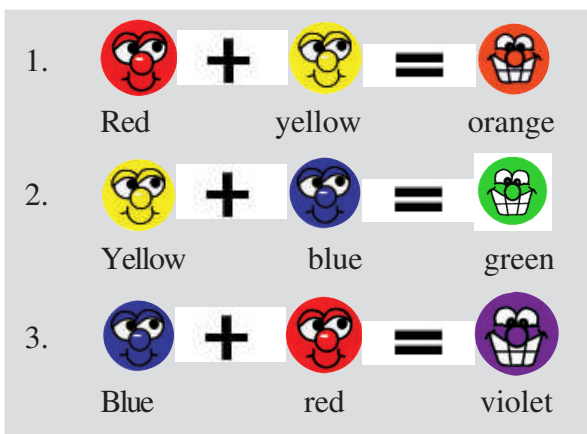 1. + =
Red yellow orange
2. + =
Yellow blue green
3. + =
Blue red violet